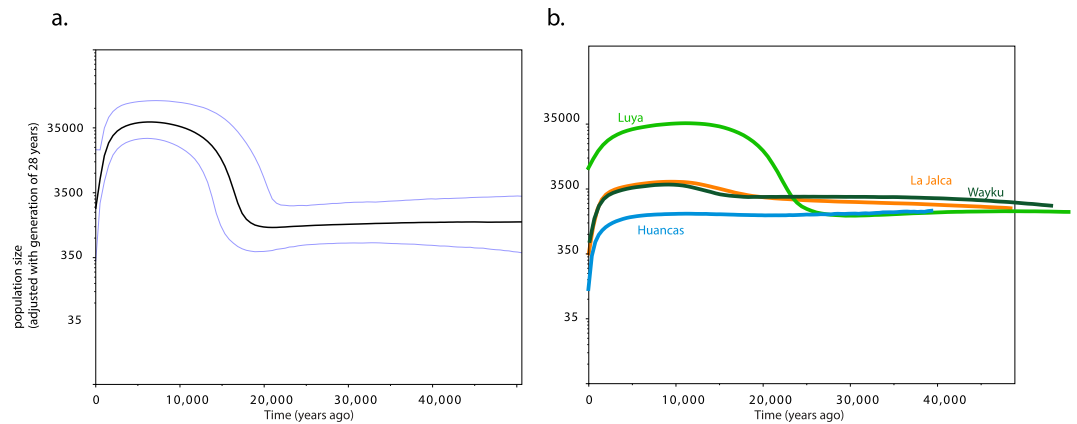 a.
population size
(adjusted with generation of 28 years)
35000
3500
350
35
0 10,000 20,000 30,000 40,000
Time (years ago)
b.
35000
3500
350
35
Luya
La Jalca
Wayku
Huancas
0 10,000 20,000 30,000 40,000
Time (years ago)